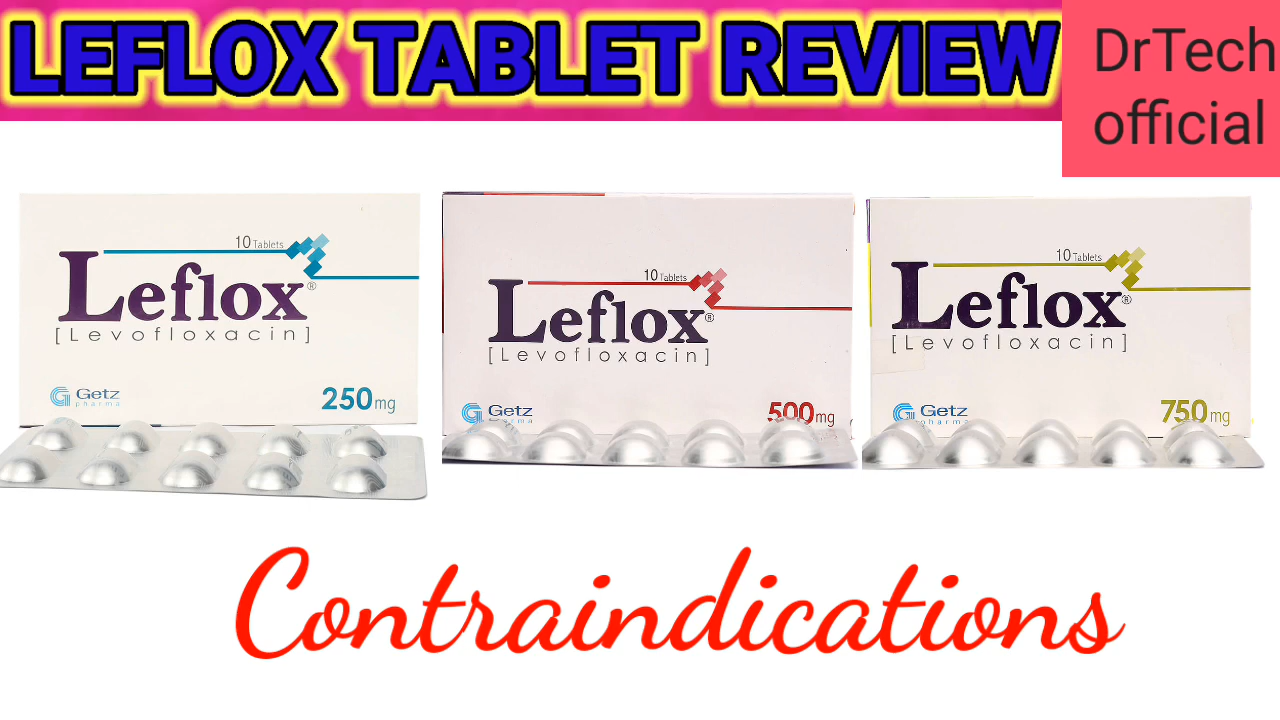 LEFLOX TABLET REVIEW
DrTech
official
10 Tablets
Leflox®
[Levofloxacin]
Getz
pharma
250mg
10 Tablets
Leflox®
[Levofloxacin]
Getz
pharma
500mg
10 Tablets
Leflox®
[Levofloxacin]
Getz
pharma
750mg
Contraindications